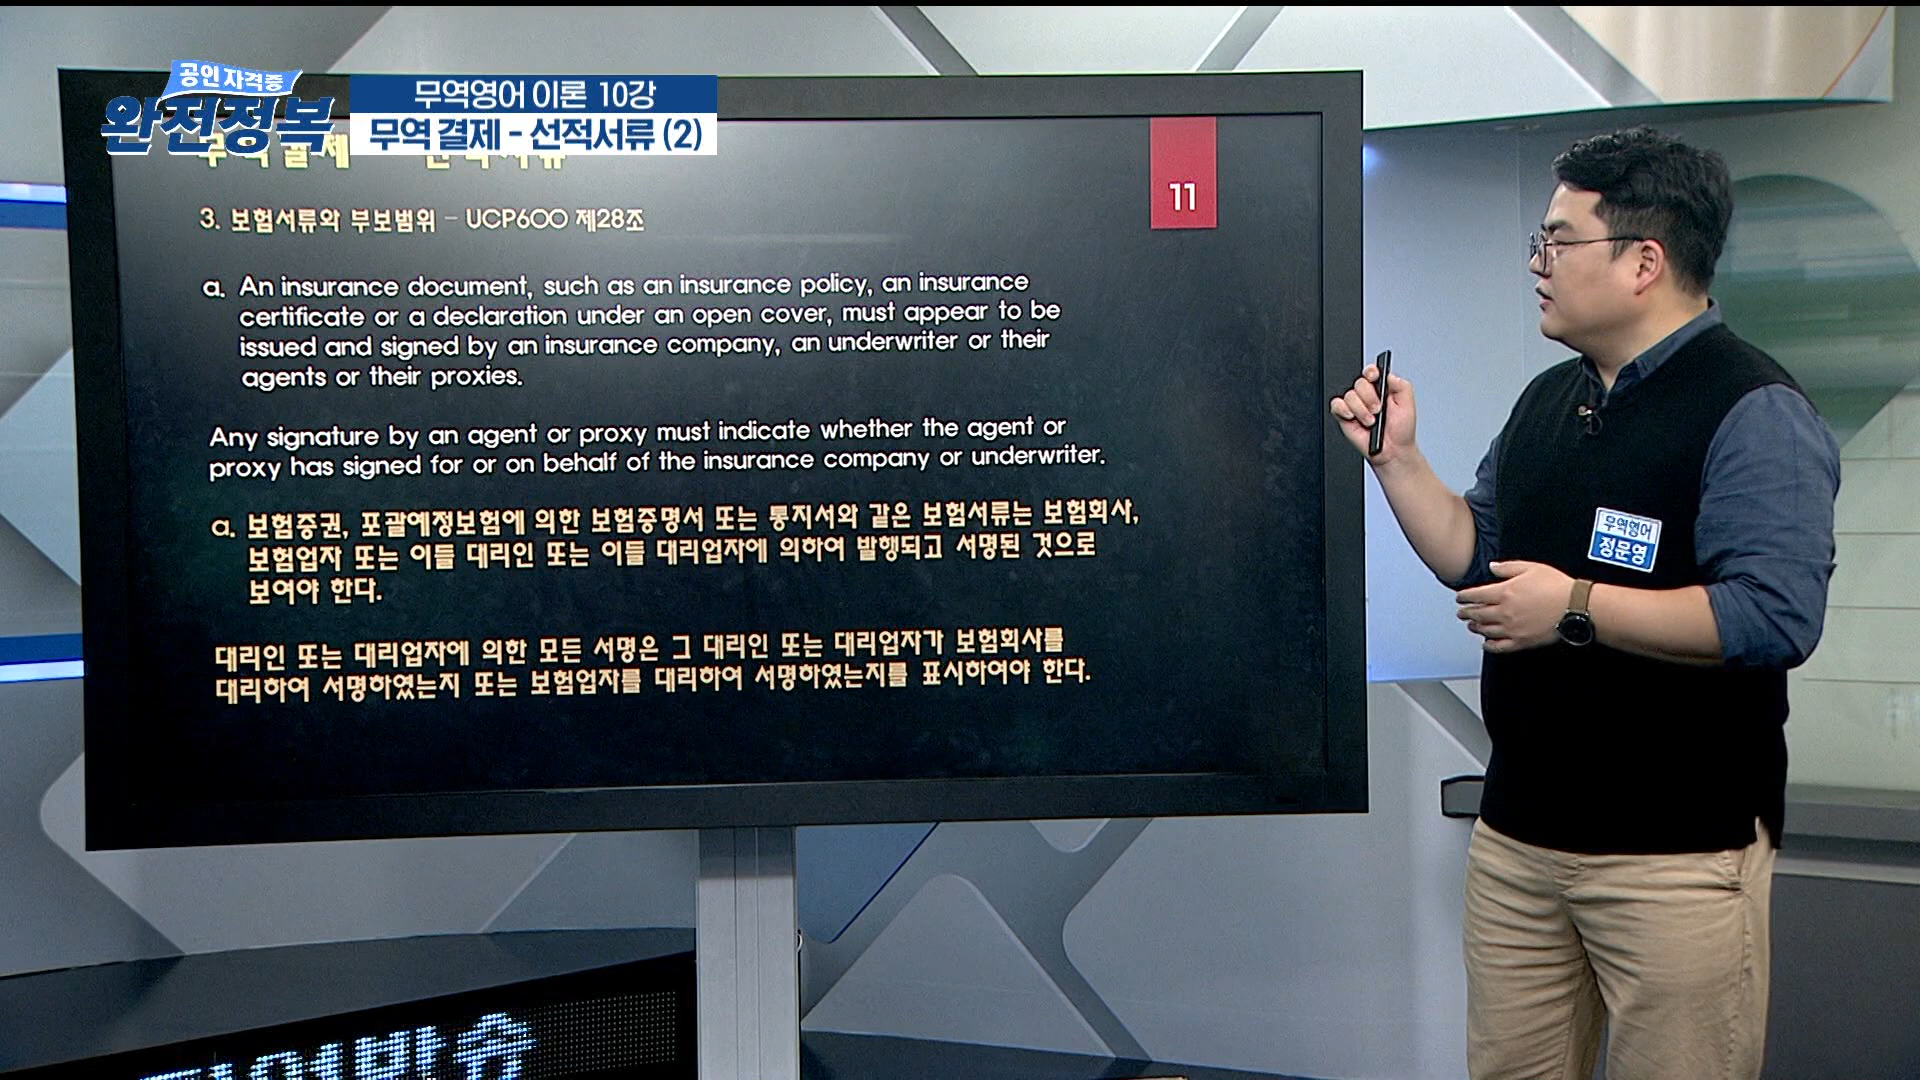 공인 자격증
완전정복
무역영어 이론 10강
무역 결제 - 선적서류 (2)
11
3. 보험서류와 부보범위 - UCP600 제28조
a. An insurance document, such as an insurance policy, an insurance
certificate or a declaration under an open cover, must appear to be
issued and signed by an insurance company, an underwriter or their
agents or their proxies.
Any signature by an agent or proxy must indicate whether the agent or
proxy has signed for or on behalf of the insurance company or underwriter.
a. 보험증권, 포괄예정보험에 의한 보험증명서 또는 통지서와 같은 보험서류는 보험회사,
보험업자 또는 이들 대리인 또는 이들 대리업자에 의하여 발행되고 서명된 것으로
보여야 한다.
대리인 또는 대리업자에 의한 모든 서명은 그 대리인 또는 대리업자가 보험회사를
대리하여 서명하였는지 또는 보험업자를 대리하여 서명하였는지를 표시하여야 한다.
정문영